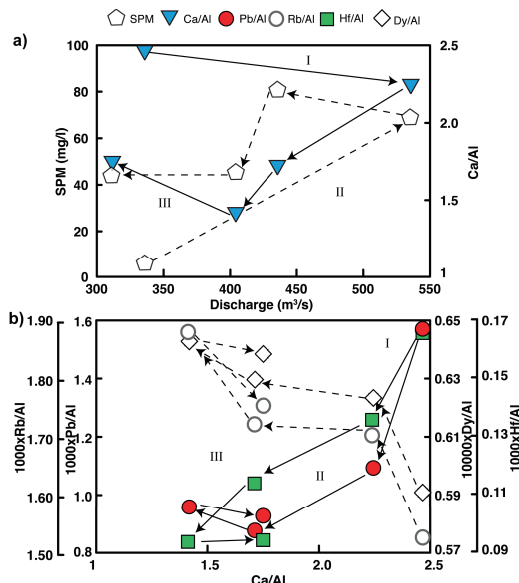 SPM Ca/Al Pb/Al Rb/Al Hf/Al Dy/Al
a)
100 2.5
I
80
2.0
60
SPM (mg/l) Ca/Al
40 1.5
III II
20
0 1
300 350 400 450 500 550
Discharge (m³/s)
b)
1.90 1.6 0.65 0.17
I
1.80 1.4 0.63 0.15
1000xRb/Al 1000xPb/Al 10000xDy/Al 1000xHf/Al
1.70 1.2 0.61 0.13
III II
1.60 1.0 0.59 0.11
1.50 0.8 0.57 0.09
1 1.5 2.0 2.5
Ca/Al